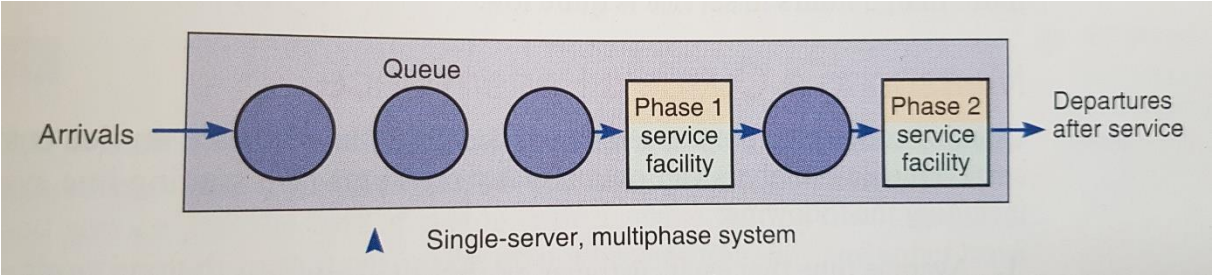 Queue
Arrivals
Phase 1
service
facility
Phase 2
service
facility
Departures
after service
Single-server, multiphase system